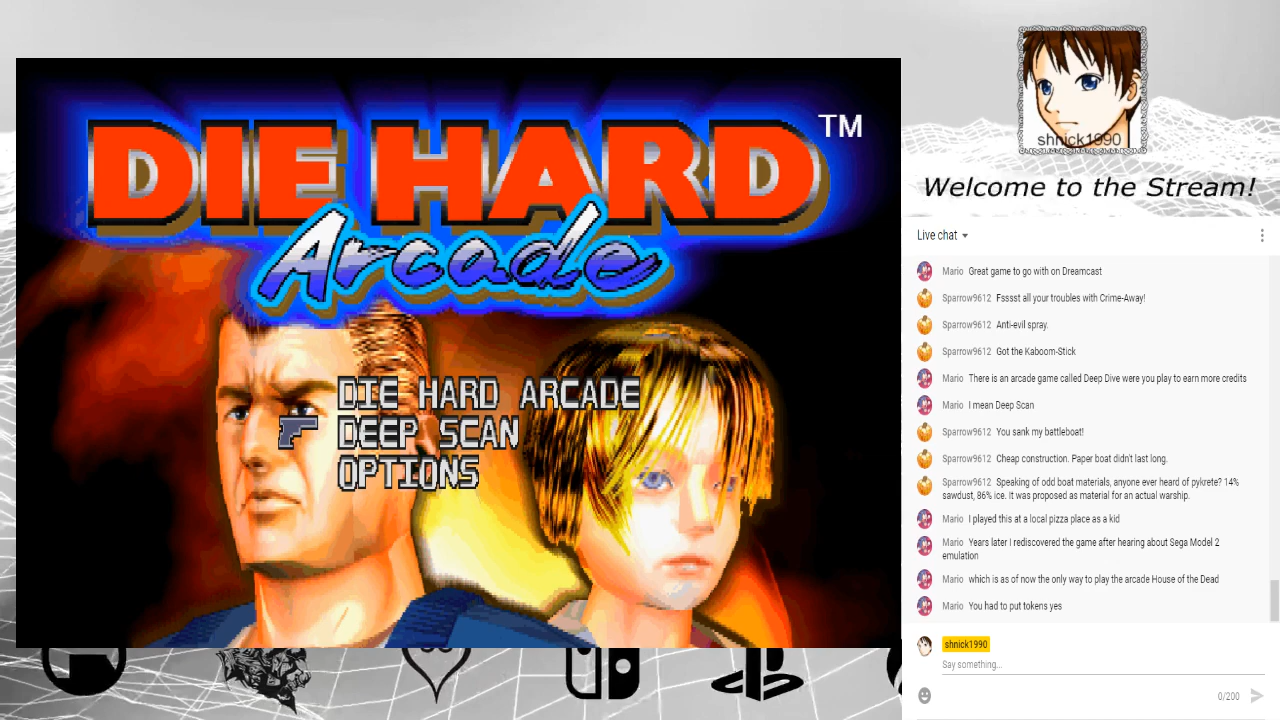 DIE HARD
TM
Arcade
DIE HARD ARCADE
DEEP SCAN
OPTIONS
shnick1990
Welcome to the Stream!
Live chat
Mario Great game to go with on Dreamcast
Sparrow9612 Fsssst all your troubles with Crime-Away!
Sparrow9612 Anti-evil spray.
Sparrow9612 Got the Kaboom-Stick
Mario There is an arcade game called Deep Dive were you play to earn more credits
Mario I mean Deep Scan
Sparrow9612 You sank my battleboat!
Sparrow9612 Cheap construction. Paper boat didn't last long.
Sparrow9612 Speaking of odd boat materials, anyone ever heard of pykrete? 14%
sawdust, 86% ice. It was proposed as material for an actual warship.
Mario I played this at a local pizza place as a kid
Mario Years later I rediscovered the game after hearing about Sega Model 2
emulation
Mario which is as of now the only way to play the arcade House of the Dead
Mario You had to put tokens yes
shnick1990
Say something...
0/200